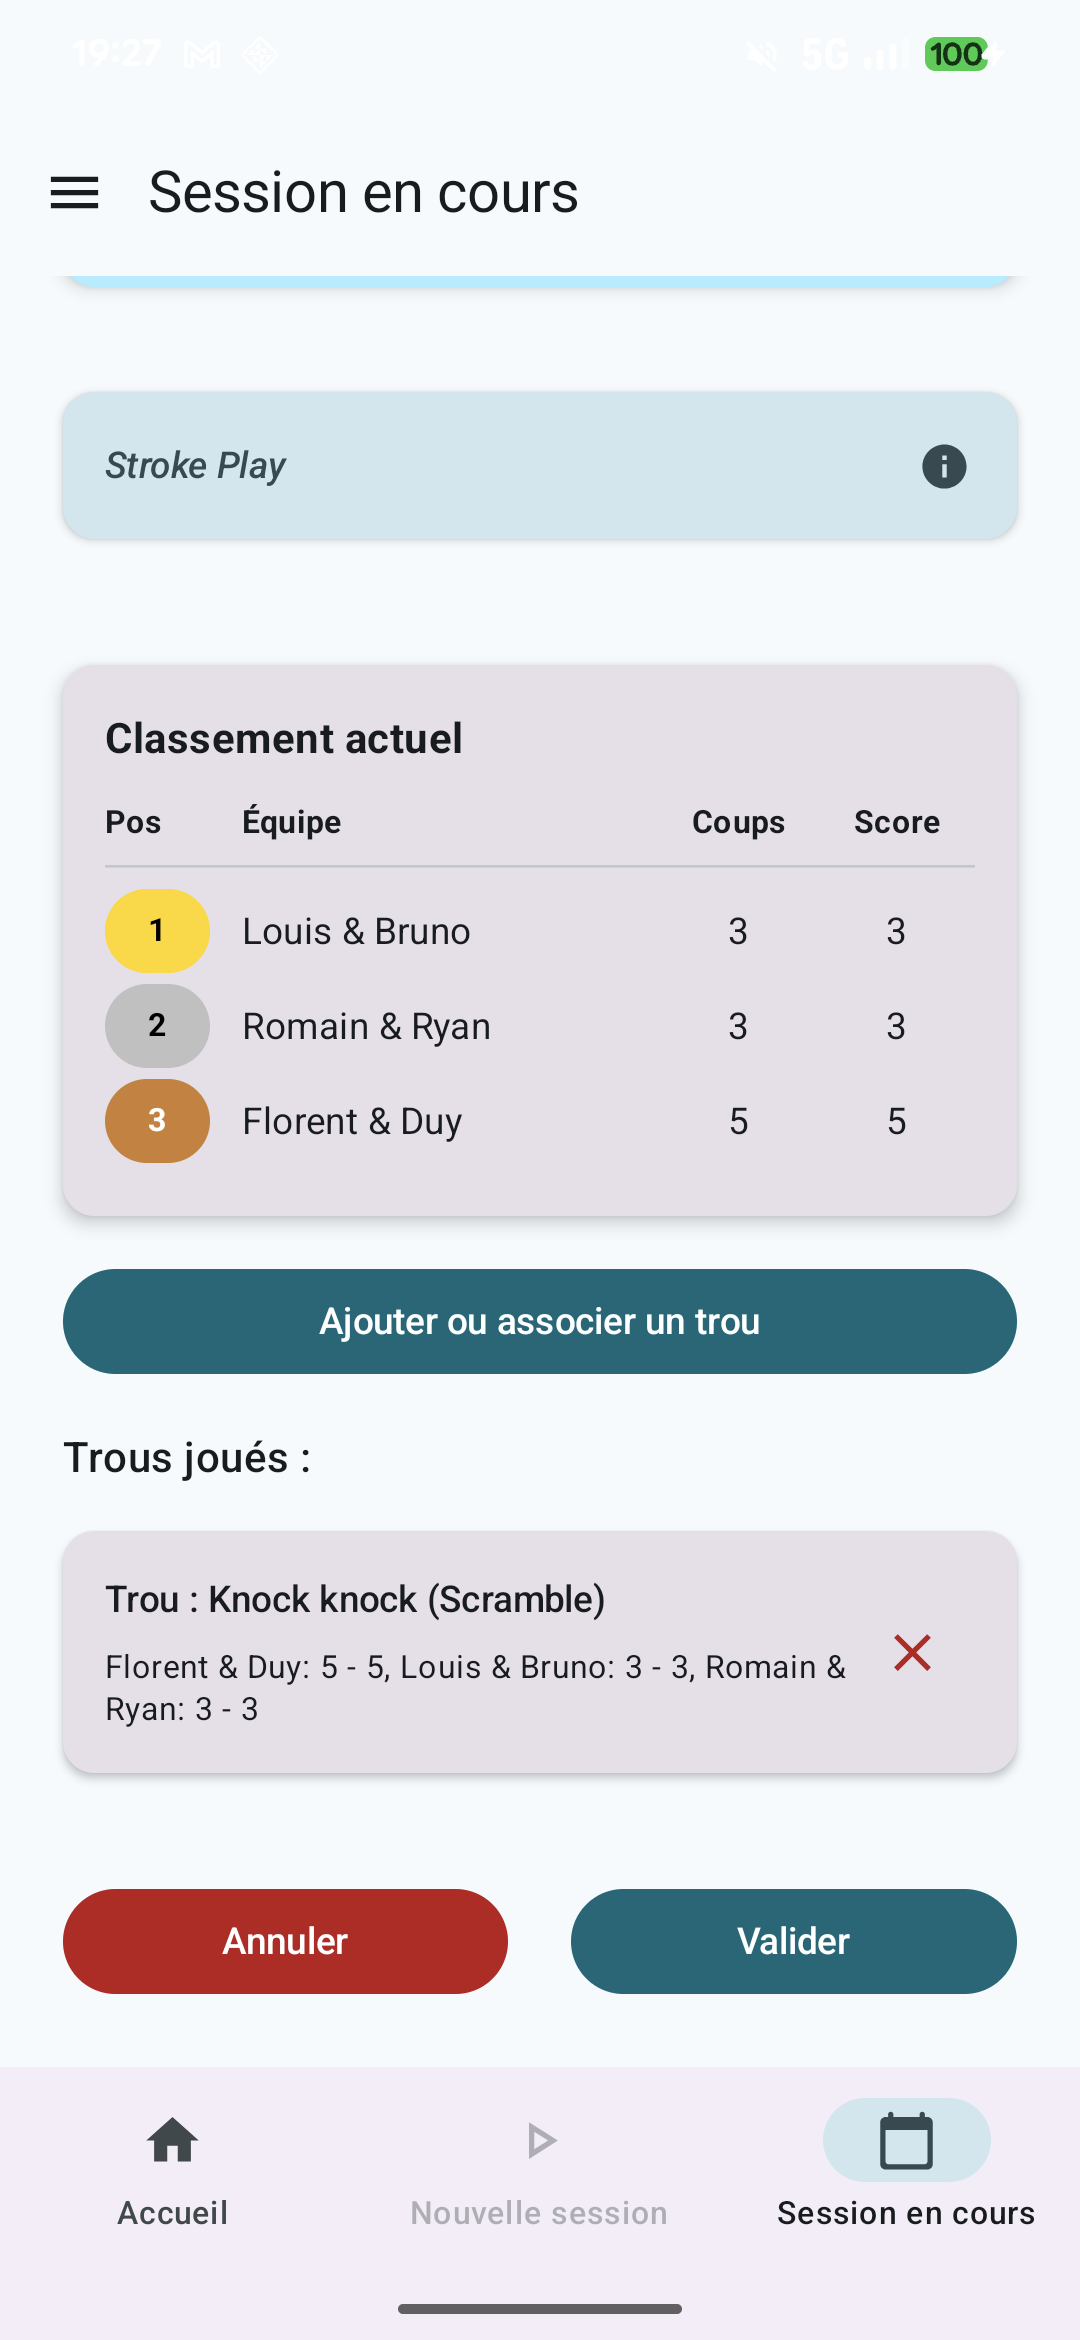 19:27 5G 100
Session en cours
Stroke Play
Classement actuel
Pos Équipe Coups Score
1 Louis & Bruno 3 3
2 Romain & Ryan 3 3
3 Florent & Duy 5 5
Ajouter ou associer un trou
Trous joués :
Trou : Knock knock (Scramble)
Florent & Duy: 5 - 5, Louis & Bruno: 3 - 3, Romain &
Ryan: 3 - 3
Annuler Valider
Accueil Nouvelle session Session en cours